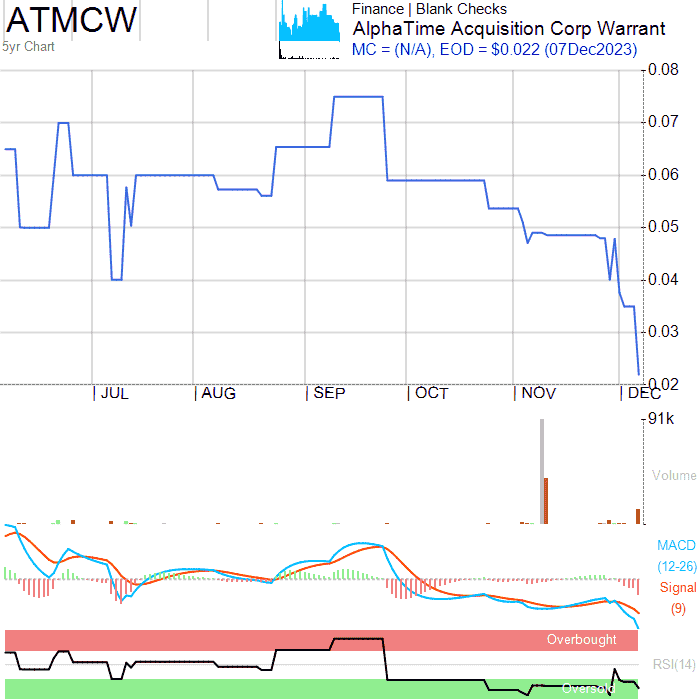 ATMCW
5yr Chart
Finance | Blank Checks
AlphaTime Acquisition Corp Warrant
MC = (N/A), EOD = $0.022 (07Dec2023)
0.08
0.07
0.06
0.05
0.04
0.03
0.02
JUL AUG SEP OCT NOV DEC
91k
Volume
MACD
(12-26)
Signal
(9)
Overbought
RSI(14)
Oversold